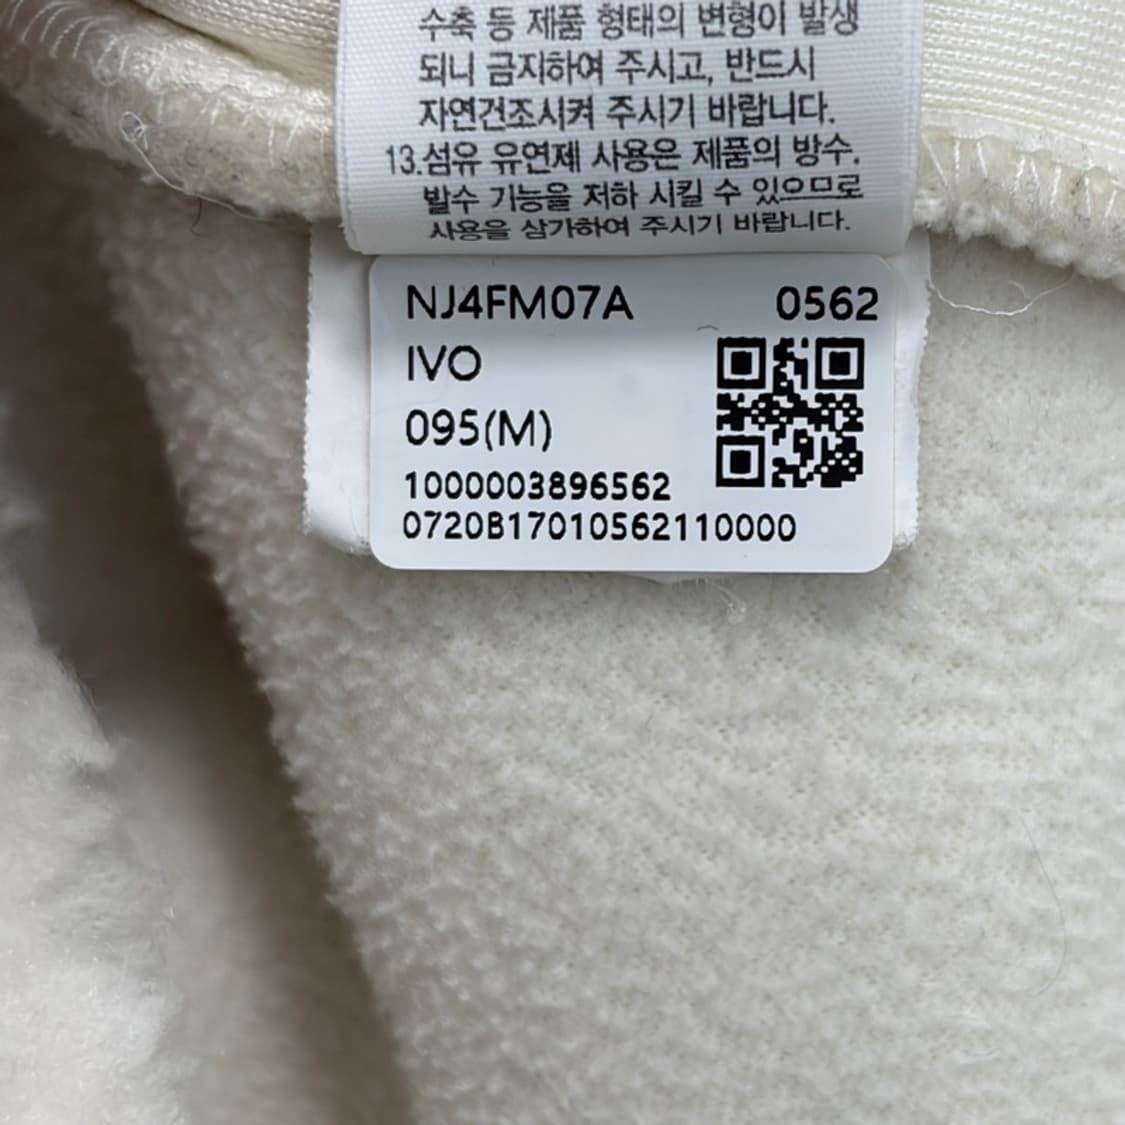 수축 등 제품 형태의 변형이 발생
되니 금지하여 주시고, 반드시
자연건조시켜 주시기 바랍니다.
13.섬유 유연제 사용은 제품의 방수.
발수 기능을 저하 시킬 수 있으므로
사용을 삼가하여 주시기 바랍니다.
NJ4FM07A 0562
IVO
095(M)
1000003896562
0720B17010562110000